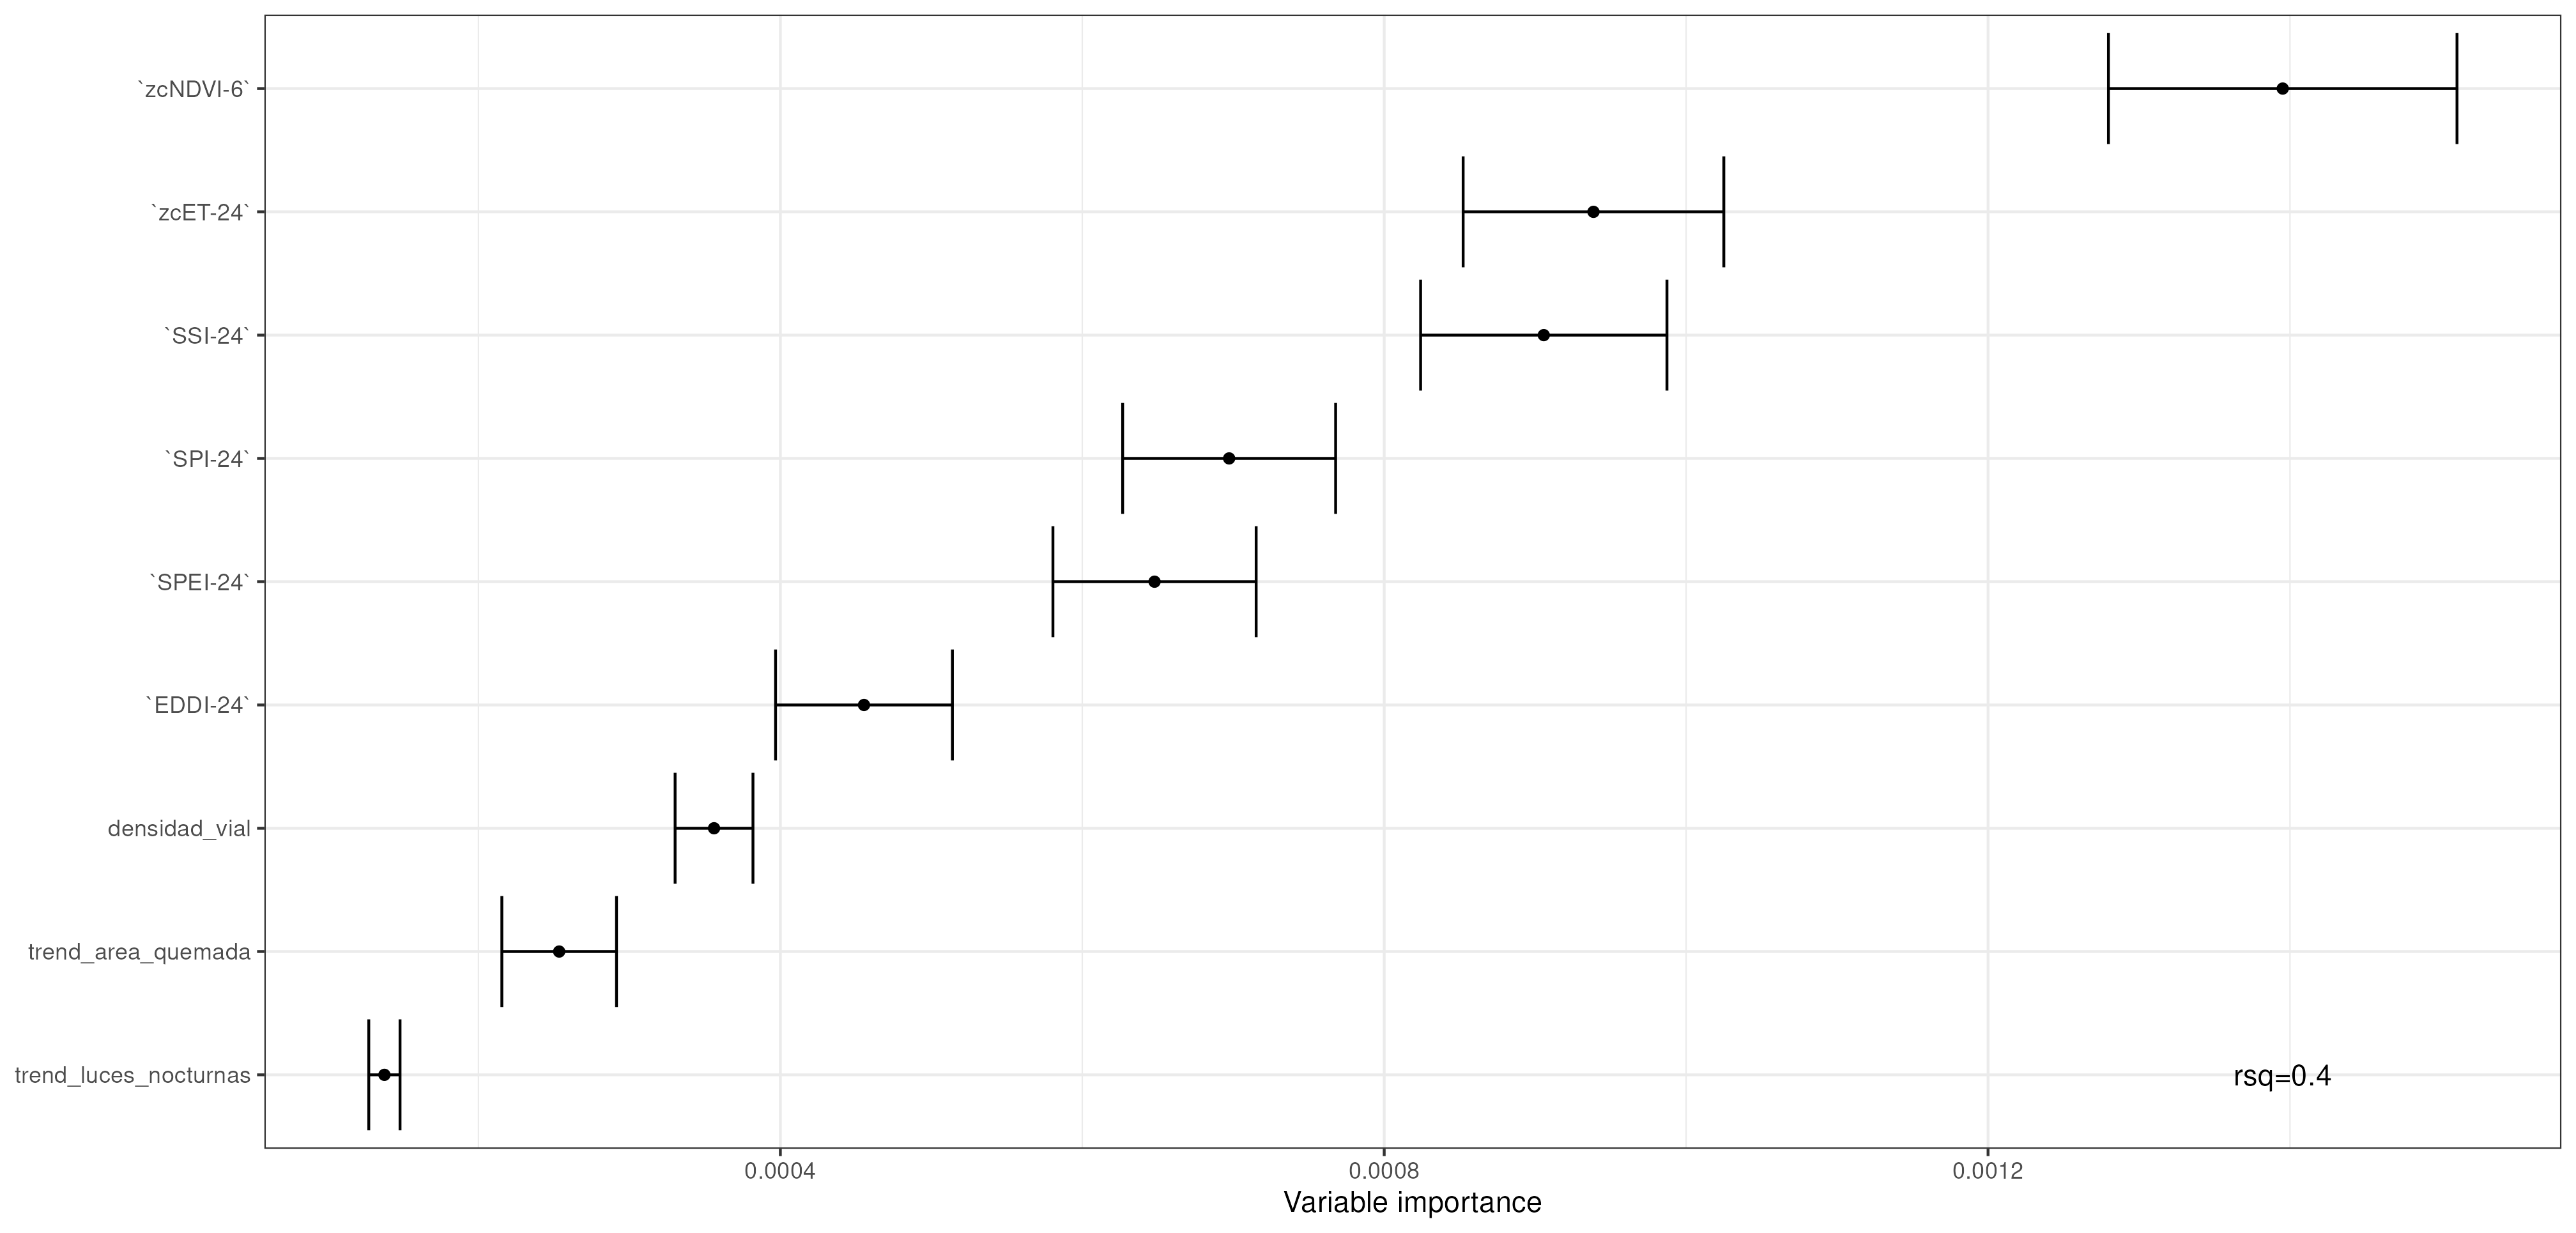 `zcNDVI-6`
`zcET-24`
`SSI-24`
`SPI-24`
`SPEI-24`
`EDDI-24`
densidad_vial
trend_area_quemada
trend_luces_nocturnas
rsq=0.4
0.0004 0.0008 0.0012
Variable importance